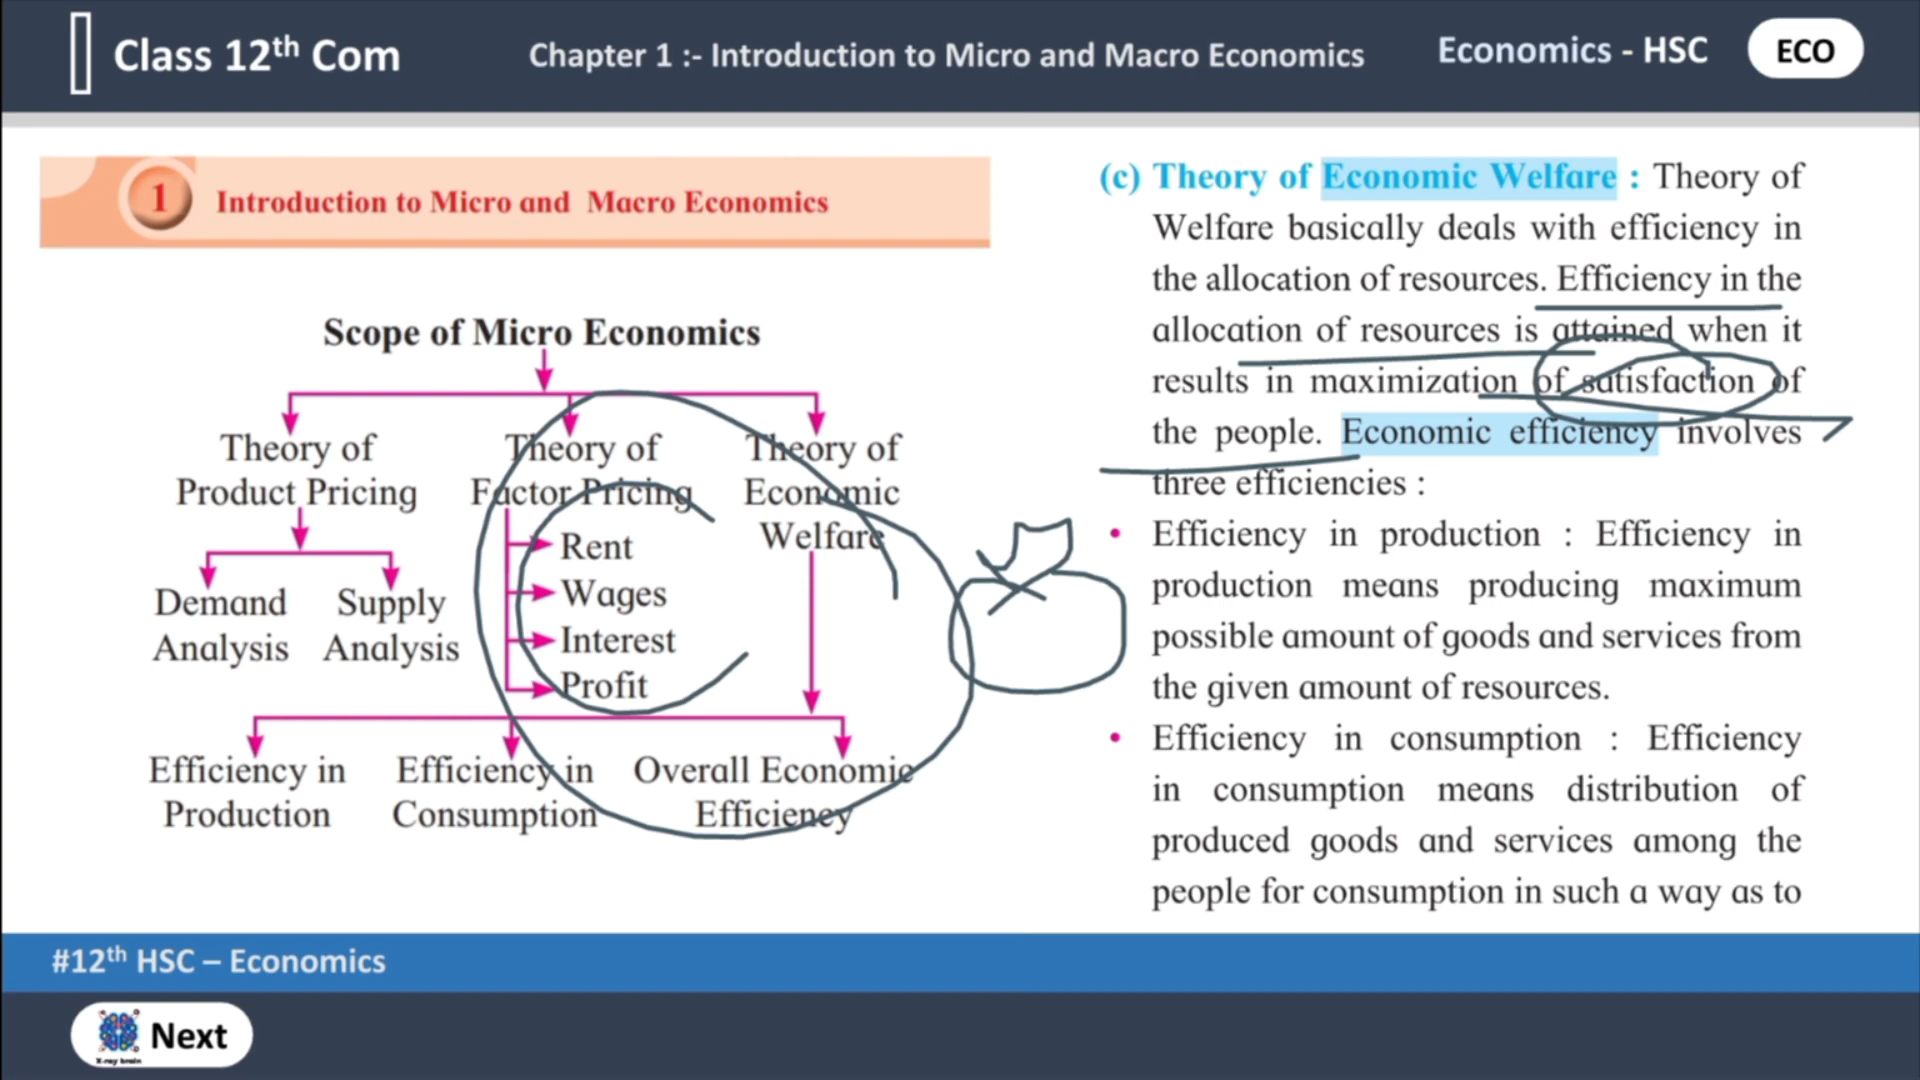 Class 12th Com
Chapter 1 :- Introduction to Micro and Macro Economics
Economics - HSC
ECO
1
Introduction to Micro and Macro Economics
Scope of Micro Economics
Theory of
Product Pricing
Theory of
Factor Pricing
Theory of
Economic
Welfare
Demand
Analysis
Supply
Analysis
Rent
Wages
Interest
Profit
Efficiency in
Production
Efficiency in
Consumption
Overall Economic
Efficiency
(c) Theory of Economic Welfare : Theory of
Welfare basically deals with efficiency in
the allocation of resources. Efficiency in the
allocation of resources is attained when it
results in maximization of satisfaction of
the people. Economic efficiency involves
three efficiencies :
• Efficiency in production : Efficiency in
production means producing maximum
possible amount of goods and services from
the given amount of resources.
• Efficiency in consumption : Efficiency
in consumption means distribution of
produced goods and services among the
people for consumption in such a way as to
#12th HSC – Economics
X-ray brain
Next